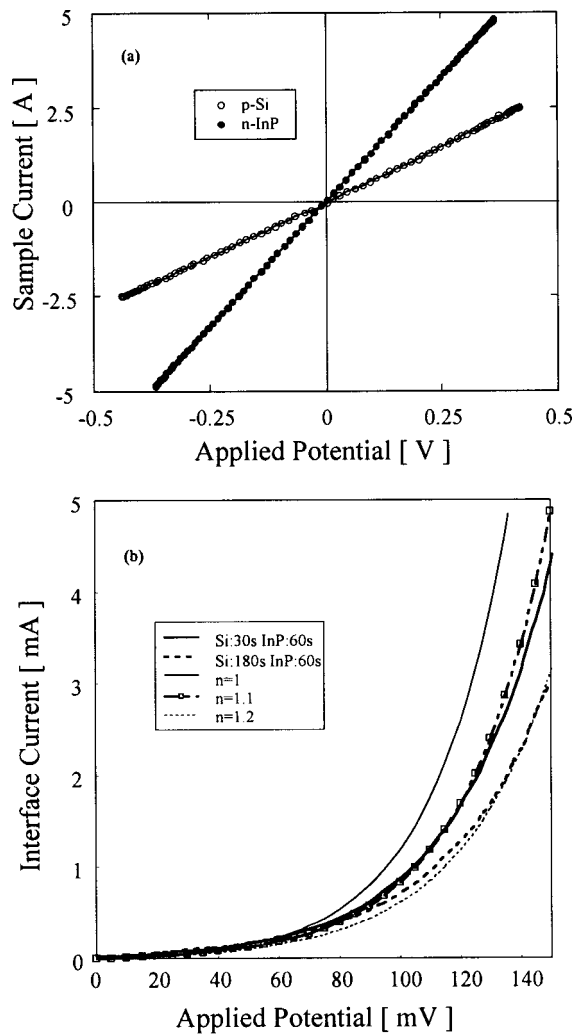 (a)
p-Si
n-InP
Sample Current [ A ]
5
2.5
0
-2.5
-5
-0.5
-0.25
0
0.25
0.5
Applied Potential [ V ]
(b)
Si:30s InP:60s
Si:180s InP:60s
n=1
n=1.1
n=1.2
Interface Current [ mA ]
5
4
3
2
1
0
0
20
40
60
80
100
120
140
Applied Potential [ mV ]